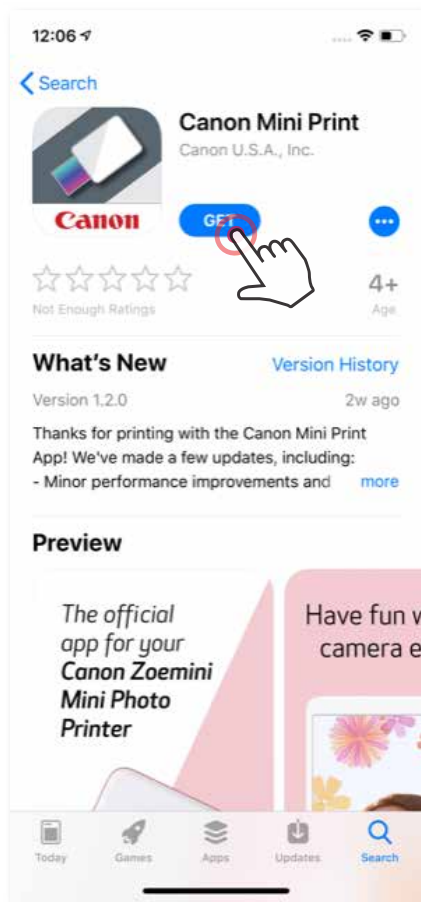 12:06
Search
Canon Mini Print
Canon U.S.A., Inc.
Canon
GET
4+
Not Enough Ratings
Age
What's New
Version History
Version 1.2.0
2w ago
Thanks for printing with the Canon Mini Print
App! We've made a few updates, including:
- Minor performance improvements and
more
Preview
The official
app for your
Canon Zoemini
Mini Photo
Printer
Have fun w
camera e
Today
Games
Apps
Updates
Search